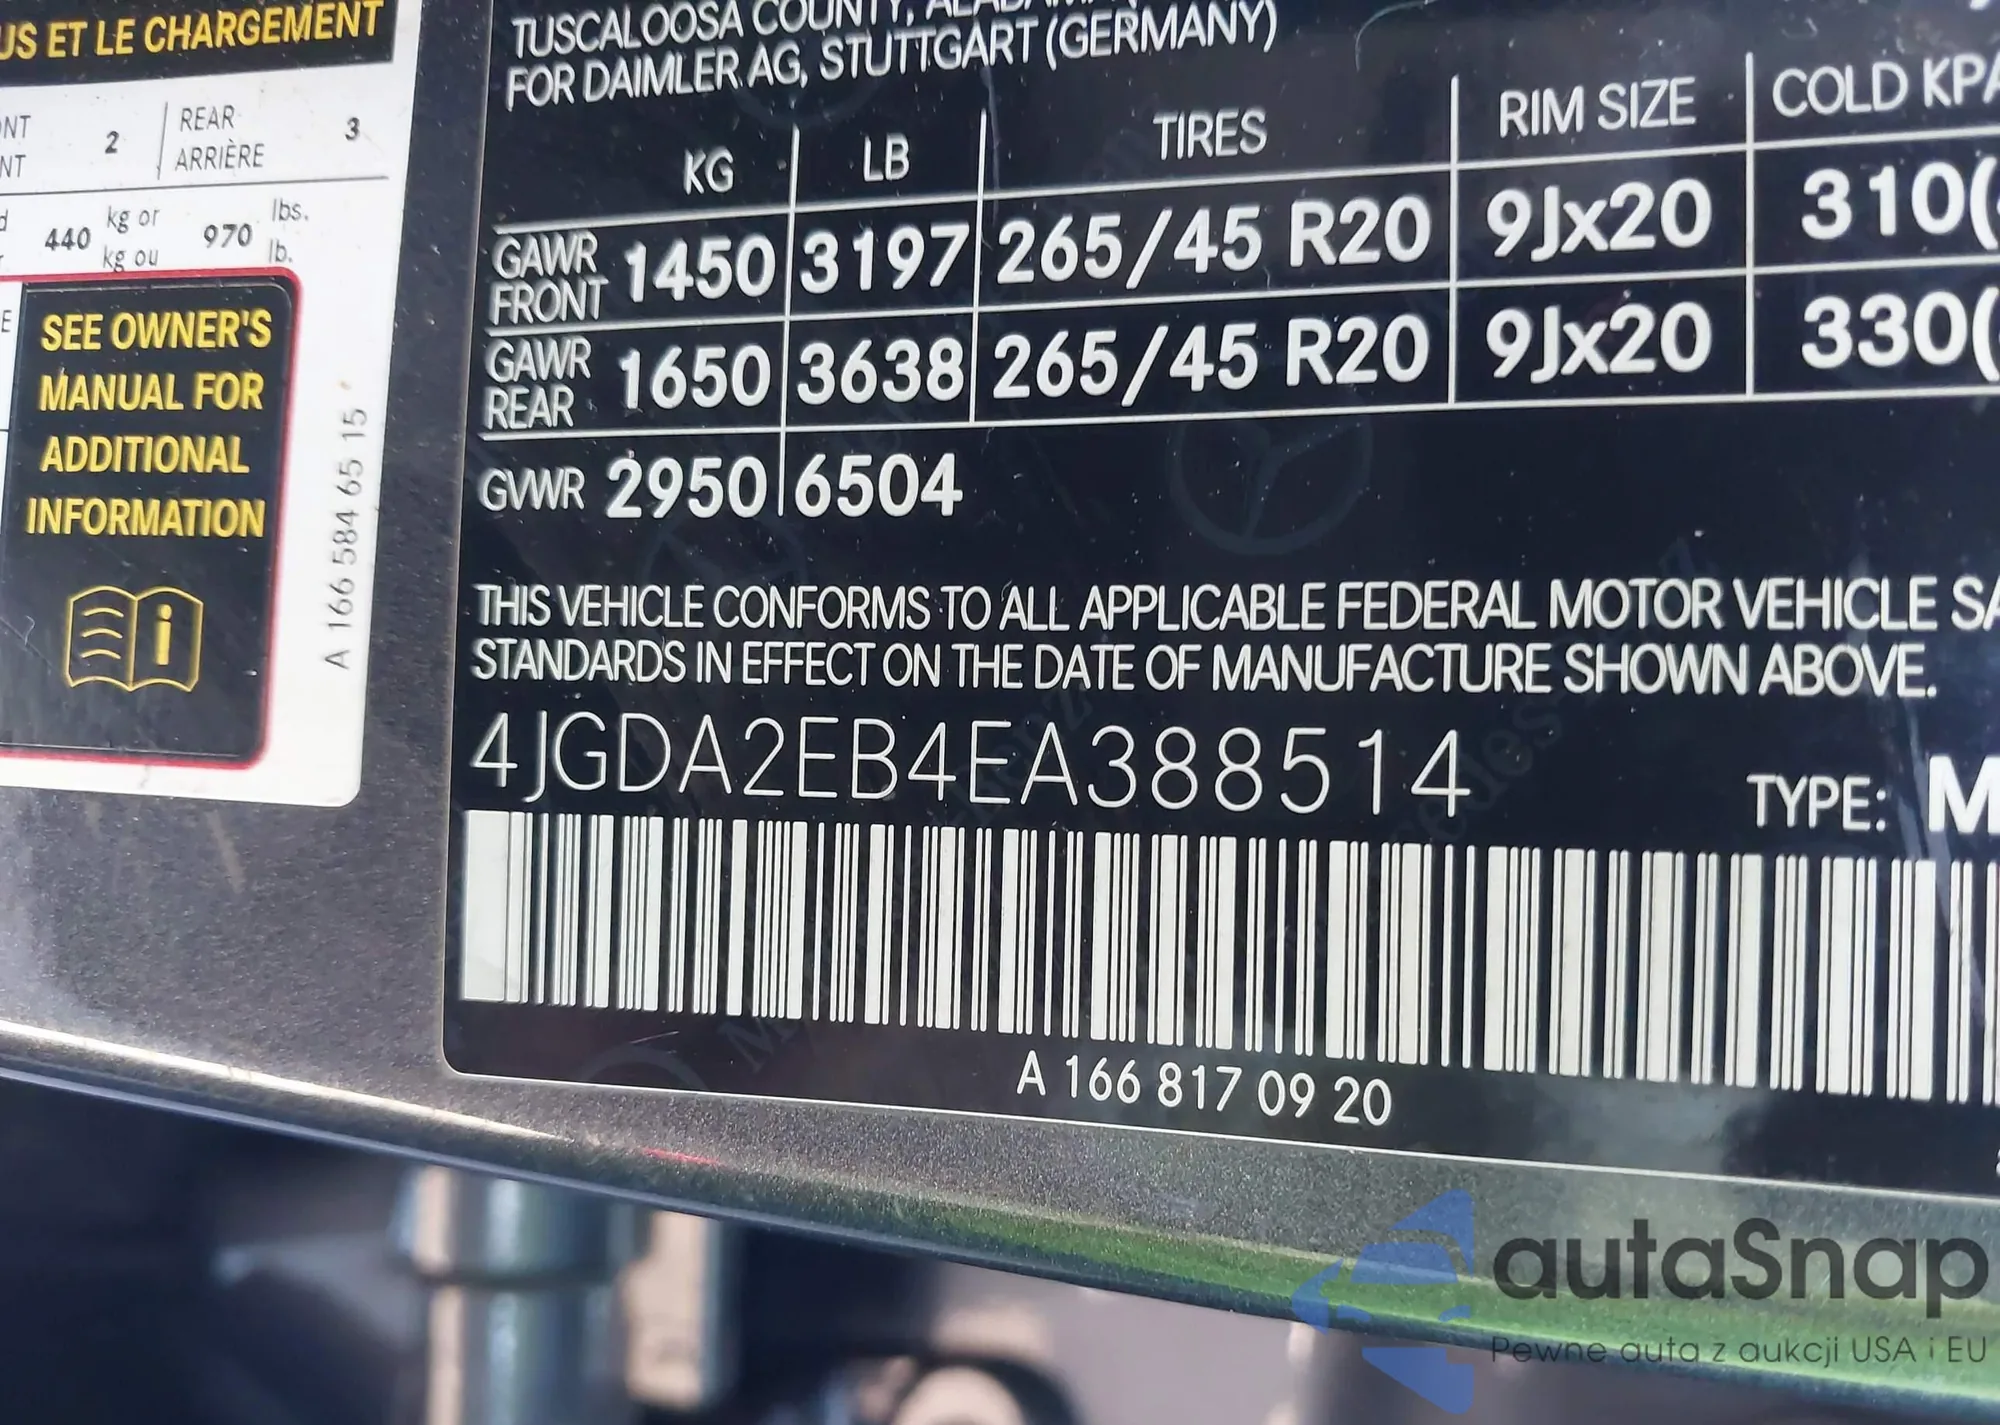 US ET LE CHARGEMENT
2 REAR 3
ARRIÈRE
440 kg or 970 lbs.
kg ou lb.
SEE OWNER'S
MANUAL FOR
ADDITIONAL
INFORMATION
i
A 166 584 65 15
TUSCALOOSA COUNTY,
FOR DAIMLER AG, STUTTGART (GERMANY)
KG LB TIRES RIM SIZE COLD KPA
GAWR FRONT 1450 3197 265/45 R20 9Jx20 310(
GAWR REAR 1650 3638 265/45 R20 9Jx20 330(
GVWR 2950 6504
THIS VEHICLE CONFORMS TO ALL APPLICABLE FEDERAL MOTOR VEHICLE SA
STANDARDS IN EFFECT ON THE DATE OF MANUFACTURE SHOWN ABOVE.
4JGDA2EB4EA388514
TYPE: M
A 166 817 09 20
autaSnap
Pewne auta z aukcji USA i EU